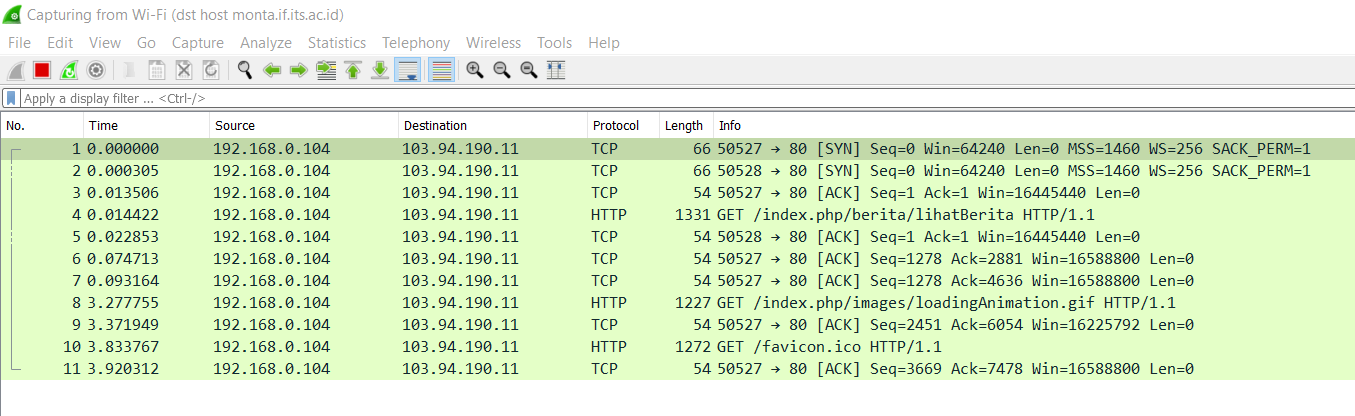 Capturing from Wi-Fi (dst host monta.if.its.ac.id)
File Edit View Go Capture Analyze Statistics Telephony Wireless Tools Help
Apply a display filter ... <Ctrl-/>
No. Time Source Destination Protocol Length Info
1 0.000000 192.168.0.104 103.94.190.11 TCP 66 50527 → 80 [SYN] Seq=0 Win=64240 Len=0 MSS=1460 WS=256 SACK_PERM=1
2 0.000305 192.168.0.104 103.94.190.11 TCP 66 50528 → 80 [SYN] Seq=0 Win=64240 Len=0 MSS=1460 WS=256 SACK_PERM=1
3 0.013506 192.168.0.104 103.94.190.11 TCP 54 50527 → 80 [ACK] Seq=1 Ack=1 Win=16445440 Len=0
4 0.014422 192.168.0.104 103.94.190.11 HTTP 1331 GET /index.php/berita/lihatBerita HTTP/1.1
5 0.022853 192.168.0.104 103.94.190.11 TCP 54 50528 → 80 [ACK] Seq=1 Ack=1 Win=16445440 Len=0
6 0.074713 192.168.0.104 103.94.190.11 TCP 54 50527 → 80 [ACK] Seq=1278 Ack=2881 Win=16588800 Len=0
7 0.093164 192.168.0.104 103.94.190.11 TCP 54 50527 → 80 [ACK] Seq=1278 Ack=4636 Win=16588800 Len=0
8 3.277755 192.168.0.104 103.94.190.11 HTTP 1227 GET /index.php/images/loadingAnimation.gif HTTP/1.1
9 3.371949 192.168.0.104 103.94.190.11 TCP 54 50527 → 80 [ACK] Seq=2451 Ack=6054 Win=16225792 Len=0
10 3.833767 192.168.0.104 103.94.190.11 HTTP 1272 GET /favicon.ico HTTP/1.1
11 3.920312 192.168.0.104 103.94.190.11 TCP 54 50527 → 80 [ACK] Seq=3669 Ack=7478 Win=16588800 Len=0